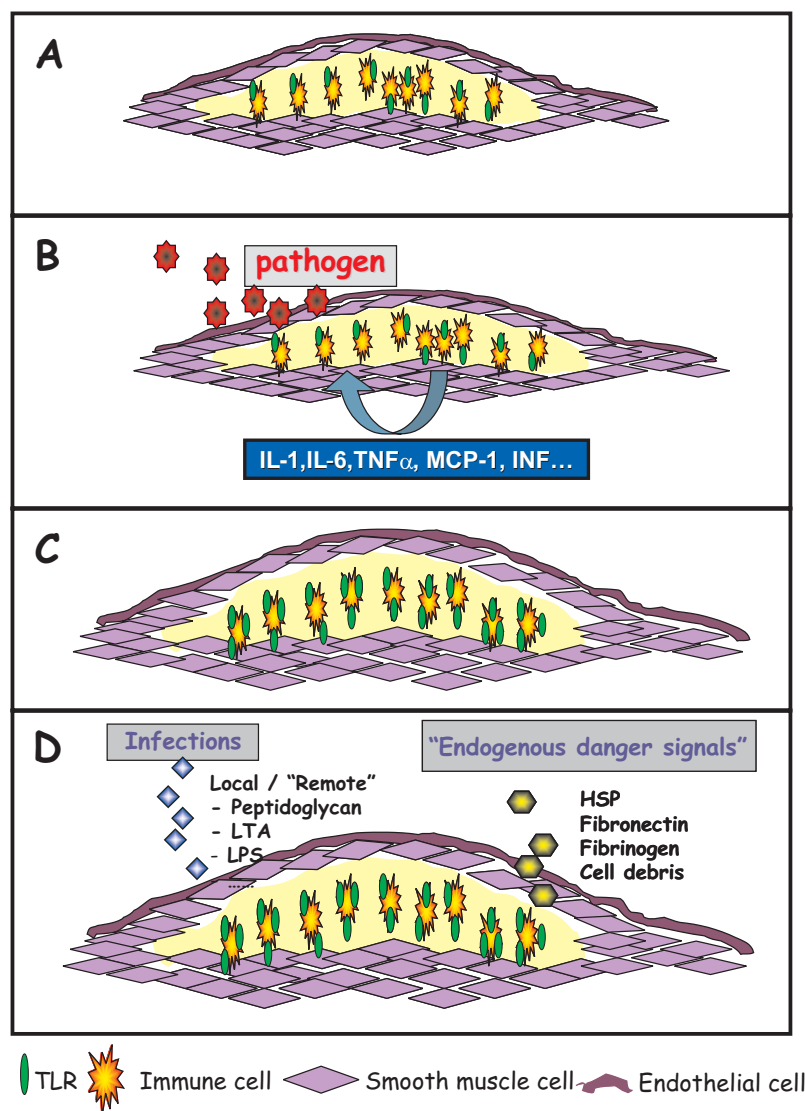 A
B
pathogen
IL-1,IL-6,TNFα, MCP-1, INF...
C
D
Infections
Local / “Remote”
- Peptidoglycan
- LTA
- LPS
......
“Endogenous danger signals”
HSP
Fibronectin
Fibrinogen
Cell debris
TLR Immune cell Smooth muscle cell Endothelial cell